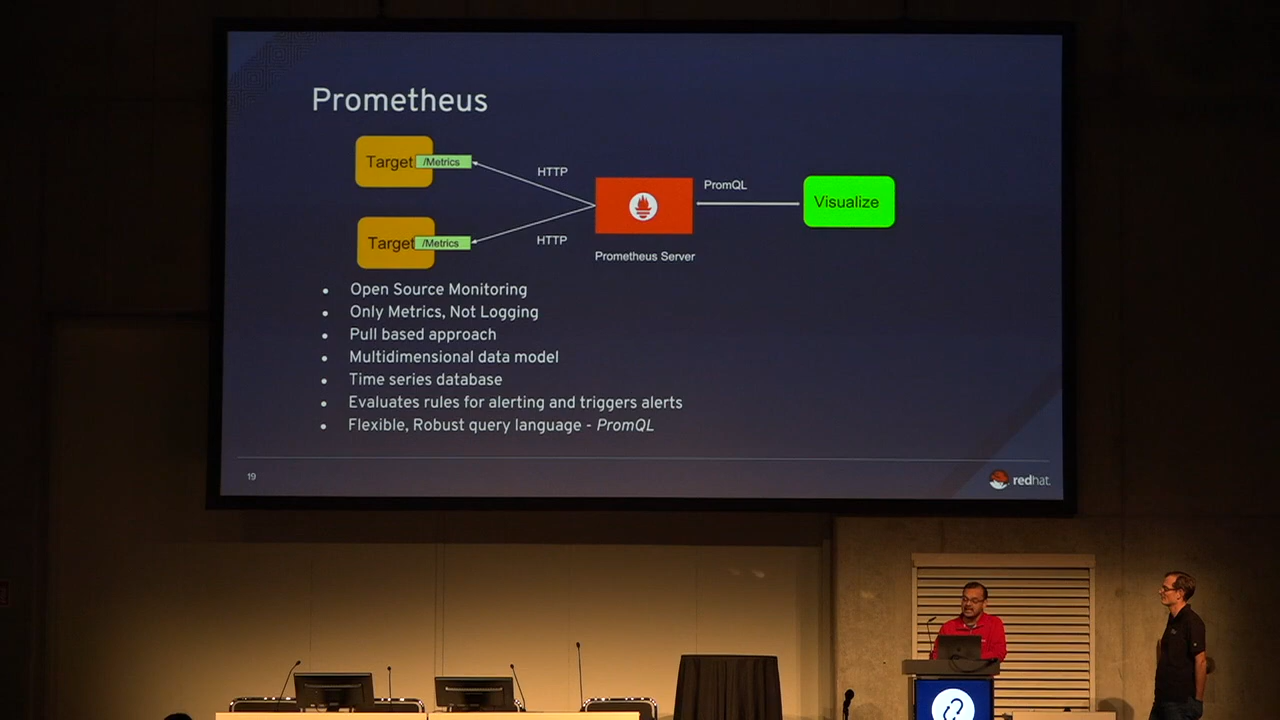 Prometheus
Target /Metrics
HTTP
PromQL
Visualize
Target /Metrics
HTTP
Prometheus Server
Open Source Monitoring
Only Metrics, Not Logging
Pull based approach
Multidimensional data model
Time series database
Evaluates rules for alerting and triggers alerts
Flexible, Robust query language - PromQL
19
redhat.